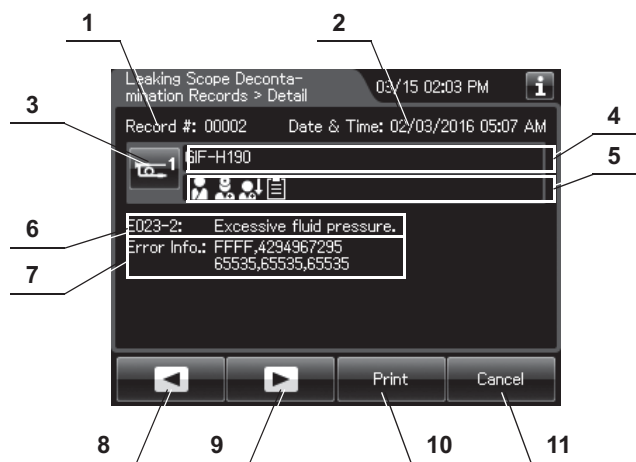 1
2
Leaking Scope Deconta-
mination Records > Detail
03/15 02:03 PM
i
3
Record #: 00002
Date & Time: 02/03/2016 05:07 AM
4
1
GIF-H190
5
6
E023-2: Excessive fluid pressure.
7
Error Info.: FFFF,4294967295
65535,65535,65535
Print
Cancel
8
9
10
11